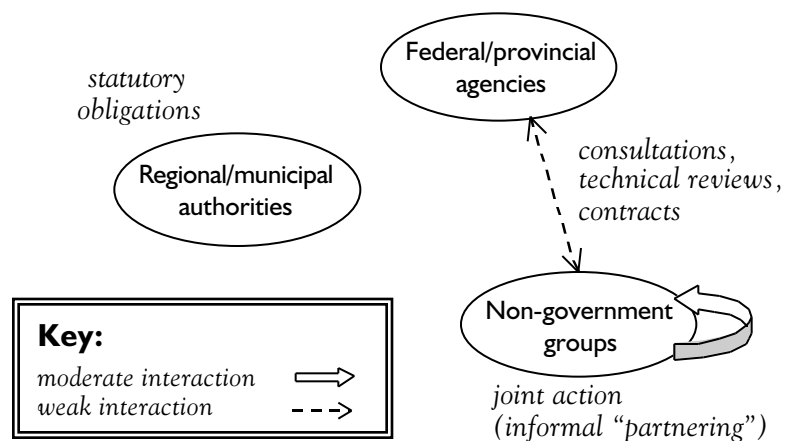 Federal/provincial
agencies
statutory
obligations
Regional/municipal
authorities
consultations,
technical reviews,
contracts
Non-government
groups
joint action
(informal “partnering”)
Key:
moderate interaction
weak interaction